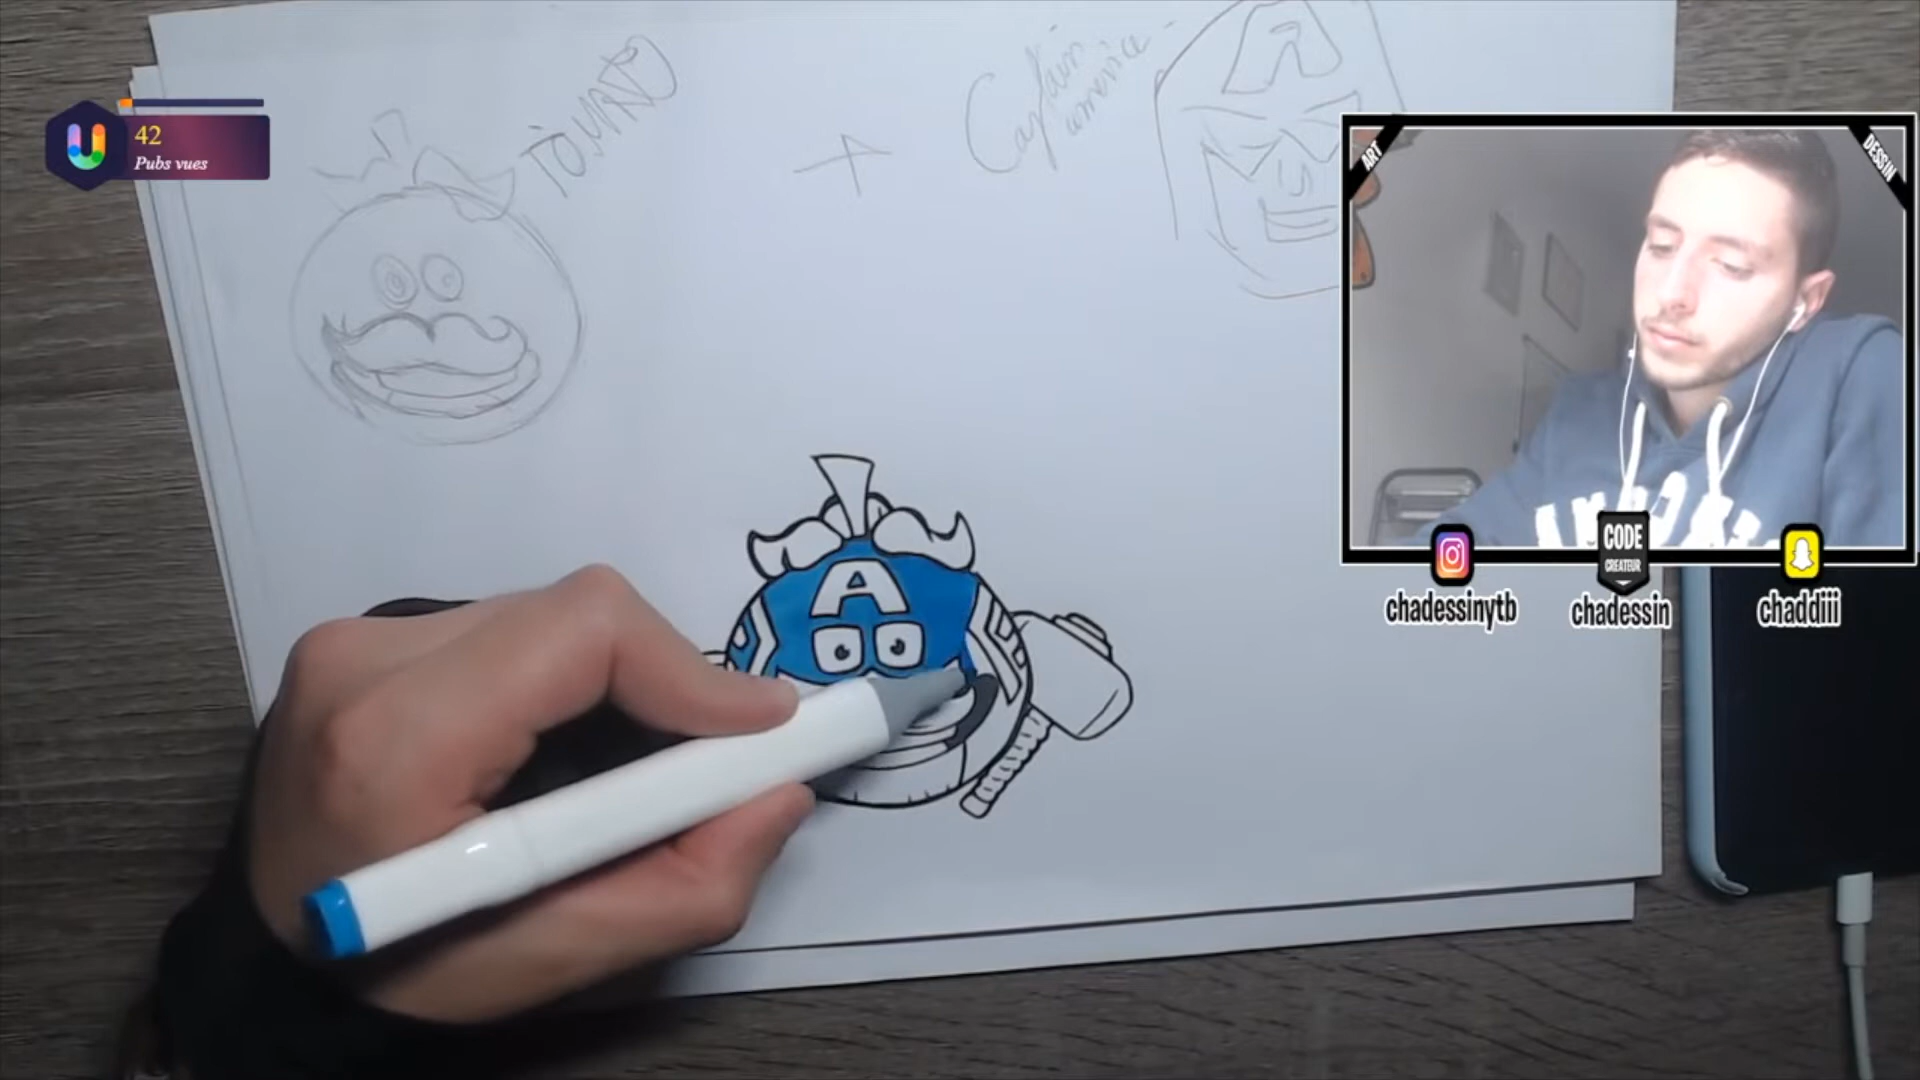 42
Pubs vues
TOMATO
+
Captain
america
A
A
ART
DESSIN
CODE
CREATEUR
chadessinytb
chadessin
chaddiii